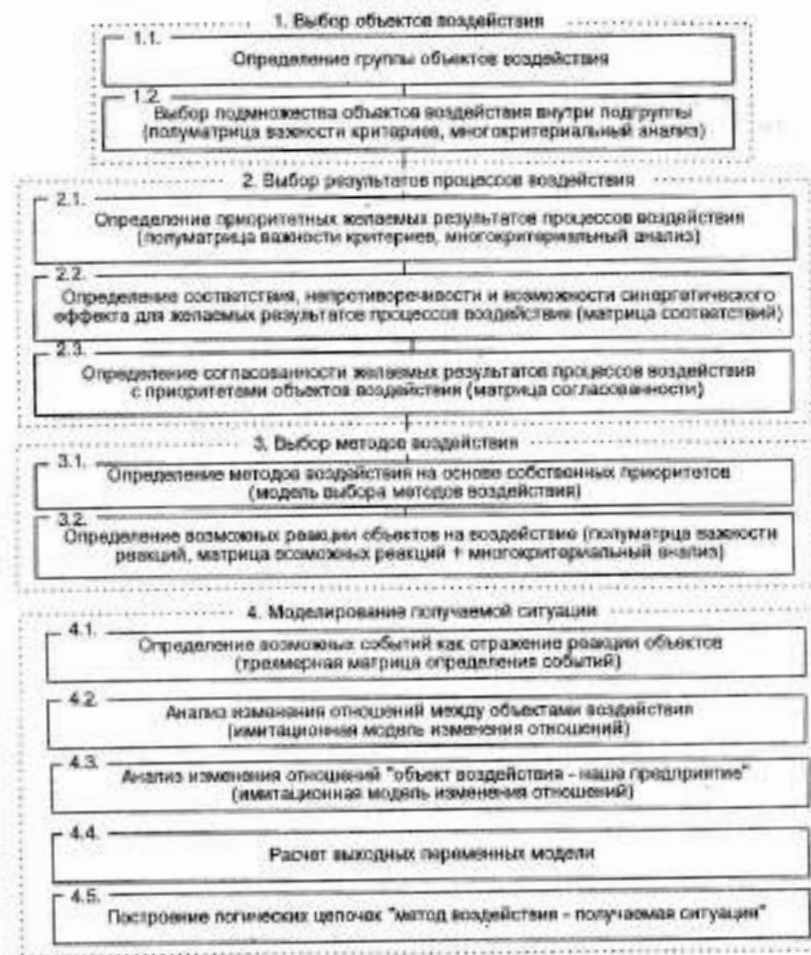 1. Выбор объектов воздействия
1.1.
Определение группы объектов воздействия
1.2.
Выбор подмножества объектов воздействия внутри подгруппы
(полуматрица важности критериев, многокритериальный анализ)
2. Выбор результатов процессов воздействия
2.1.
Определение приоритетных желаемых результатов процессов воздействия
(полуматрица важности критериев, многокритериальный анализ)
2.2.
Определение соответствия, непротиворечивости и возможности синергетического
эффекта для желаемых результатов процессов воздействия (матрица соответствий)
2.3.
Определение согласованности желаемых результатов процессов воздействия
с приоритетами объектов воздействия (матрица согласованности)
3. Выбор методов воздействия
3.1.
Определение методов воздействия на основе собственных приоритетов
(модель выбора методов воздействия)
3.2.
Определение возможных реакции объектов на воздействие (полуматрца важности
реакций, матрица возможных реакций + многокритериальный анализ)
4. Моделирование получаемой ситуации
4.1.
Определение возможных событий как отражение реакции объектов
(трехмерная матрица определения событий)
4.2.
Анализ изменения отношений между объектами воздействия
(имитационная модель изменения отношений)
4.3.
Анализ изменения отношений "объект воздействия - наше предприятие"
(имитационная модель изменения отношений)
4.4.
Расчет выходных переменных модели
4.5.
Построение логических цепочек "метод воздействия - получаемая ситуация"